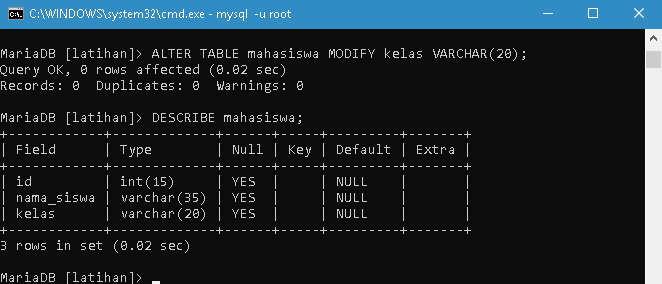 C:\WINDOWS\system32\cmd.exe - mysql  -u root
MariaDB [latihan]> ALTER TABLE mahasiswa MODIFY kelas VARCHAR(20);
Query OK, 0 rows affected (0.02 sec)
Records: 0  Duplicates: 0  Warnings: 0
MariaDB [latihan]> DESCRIBE mahasiswa;
+------------+-------------+------+-----+---------+-------+
| Field      | Type        | Null | Key | Default | Extra |
+------------+-------------+------+-----+---------+-------+
| id         | int(15)     | YES  |     | NULL    |       |
| nama_siswa | varchar(35) | YES  |     | NULL    |       |
| kelas      | varchar(20) | YES  |     | NULL    |       |
+------------+-------------+------+-----+---------+-------+
3 rows in set (0.02 sec)
MariaDB [latihan]>